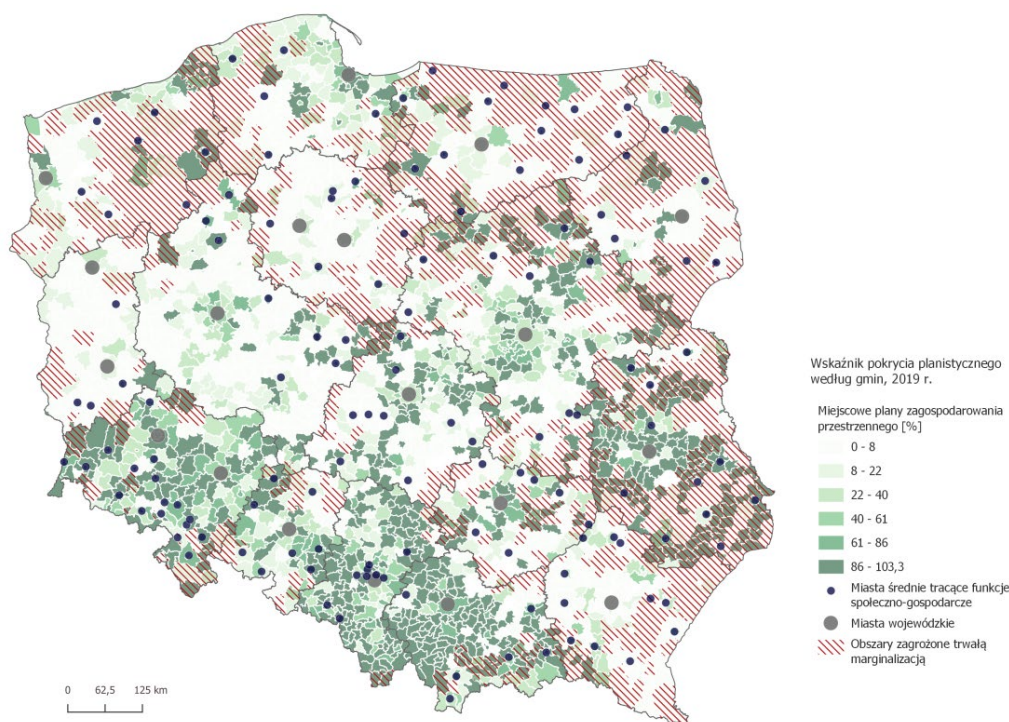 Wskaźnik pokrycia planistycznego
według gmin, 2019 r.
Miejscowe plany zagospodarowania
przestrzennego [%]
0 - 8
8 - 22
22 - 40
40 - 61
61 - 86
86 - 103,3
Miasta średnie tracące funkcje
społeczno-gospodarcze
Miasta wojewódzkie
Obszary zagrożone trwałą
marginalizacją
0 62,5 125 km